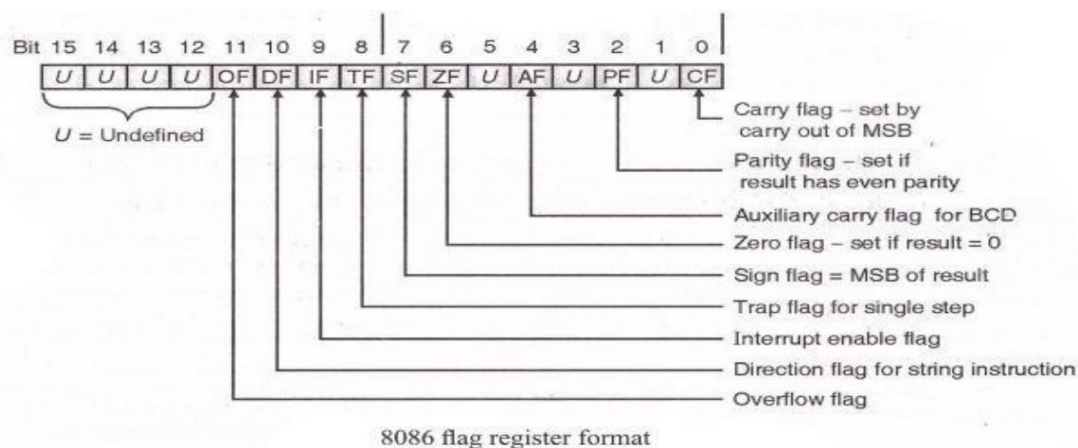 Bit 15 14 13 12 11 10 9 8 7 6 5 4 3 2 1 0
U U U U OF DF IF TF SF ZF U AF U PF U CF
U = Undefined
Carry flag – set by
carry out of MSB
Parity flag – set if
result has even parity
Auxiliary carry flag for BCD
Zero flag – set if result = 0
Sign flag = MSB of result
Trap flag for single step
Interrupt enable flag
Direction flag for string instruction
Overflow flag
8086 flag register format